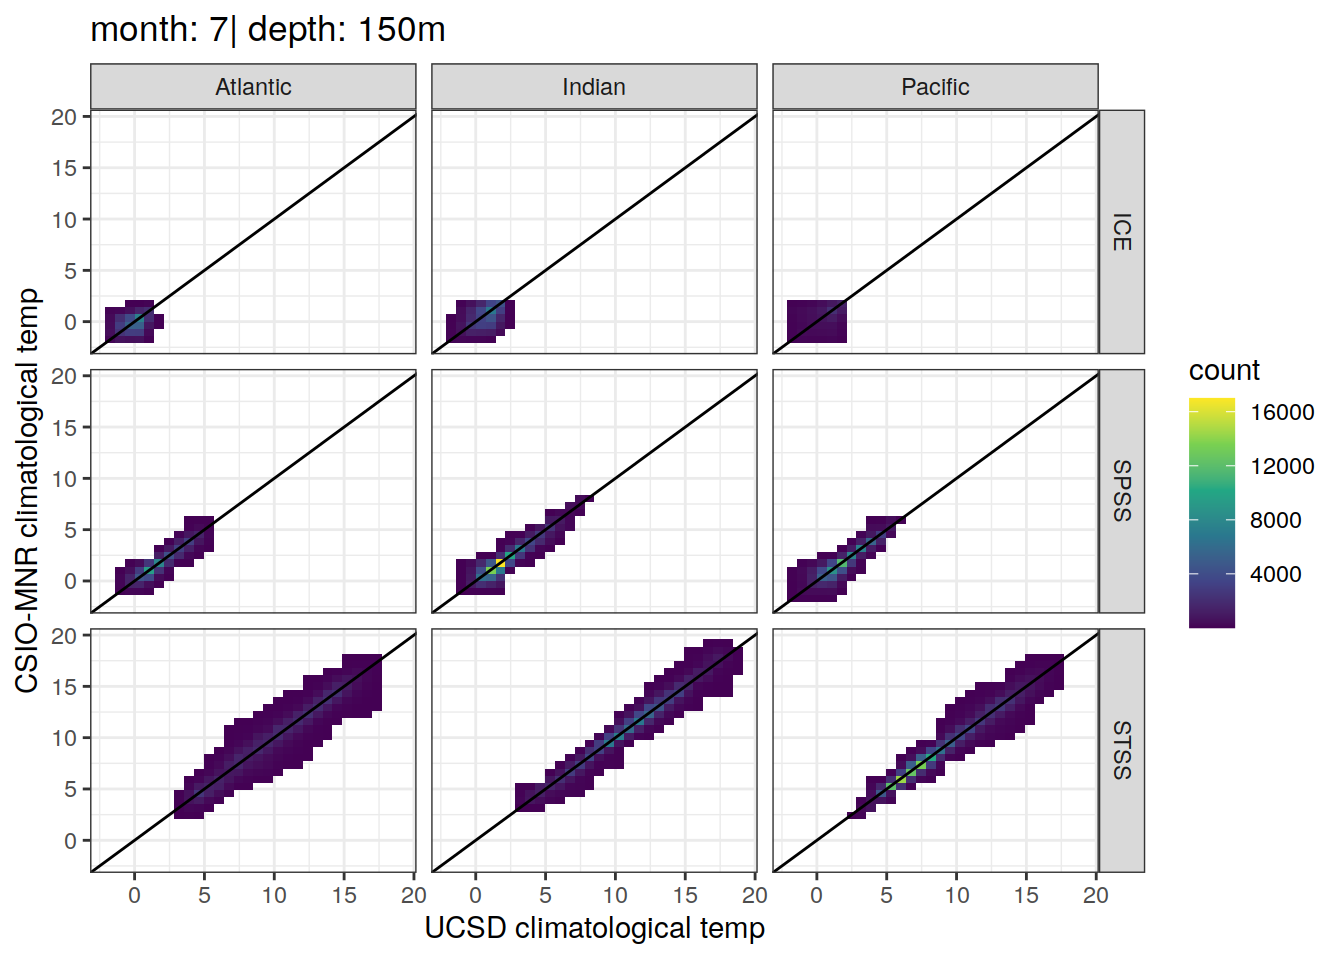 month: 7| depth: 150m
Atlantic
Indian
Pacific
20
15
10
5
0
ICE
20
15
10
5
0
SPSS
20
15
10
5
0
STSS
0 5 10 15 20
0 5 10 15 20
0 5 10 15 20
UCSD climatological temp
CSIO-MNR climatological temp
count
16000
12000
8000
4000